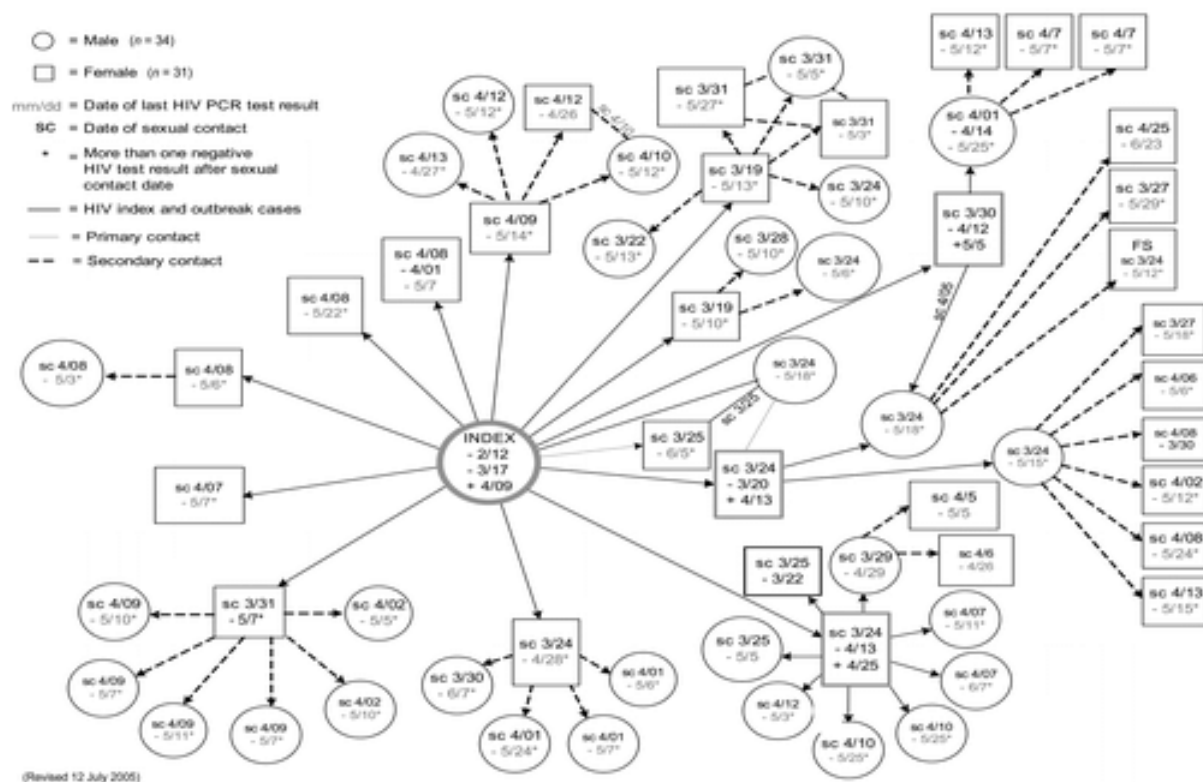 = Male (n = 34)
= Female (n = 31)
mm/dd = Date of last HIV PCR test result
SC = Date of sexual contact
* = More than one negative
HIV test result after sexual
contact date
= HIV index and outbreak cases
= Primary contact
= Secondary contact
sc 4/13
- 5/12*
sc 4/7
- 5/7*
sc 4/7
- 5/7*
sc 4/12
- 5/12*
sc 4/12
- 4/26
sc 4/10
sc 3/31
- 5/27*
sc 3/31
- 5/5*
sc 3/31
- 5/3*
sc 4/01
- 4/14
- 5/25*
sc 4/25
- 6/23
sc 4/13
- 4/27*
sc 4/10
- 5/12*
sc 3/19
- 5/13*
sc 3/24
- 5/10*
sc 3/27
- 5/29*
sc 4/09
- 5/14*
sc 3/22
- 5/13*
sc 3/28
- 5/10*
sc 3/24
- 5/6*
sc 3/30
- 4/12
+5/5
FS
sc 3/24
- 5/12*
sc 4/08
- 4/01
- 5/7
sc 4/08
- 5/22*
sc 3/19
- 5/10*
sc 3/27
- 5/18*
sc 4/08
- 5/3*
sc 4/08
- 5/6*
sc 3/24
- 5/18*
sc 3/25
sc 4/06
- 5/6*
INDEX
- 2/12
- 3/17
+ 4/09
sc 3/25
- 6/5*
sc 3/24
- 3/20
+ 4/13
sc 3/24
- 5/18*
sc 3/24
- 5/15*
sc 4/08
- 3/30
sc 4/07
- 5/7*
sc 4/02
- 5/12*
sc 4/5
- 5/5
sc 4/08
- 5/24*
sc 3/25
- 3/22
sc 3/29
- 4/29
sc 4/6
- 4/26
sc 4/13
- 5/15*
sc 4/09
- 5/10*
sc 3/31
- 5/7*
sc 4/02
- 5/5*
sc 3/24
- 4/28*
sc 3/24
- 4/13
+ 4/25
sc 4/07
- 5/11*
sc 4/09
- 5/7*
sc 4/02
- 5/10*
sc 3/30
- 6/7*
sc 4/01
- 5/6*
sc 3/25
- 5/5
sc 4/07
- 6/7*
sc 4/09
- 5/11*
sc 4/09
- 5/7*
sc 4/01
- 5/24*
sc 4/01
- 5/7*
sc 4/12
- 5/3*
sc 4/10
- 5/25*
sc 4/10
- 5/25*
(Revised 12 July 2005)